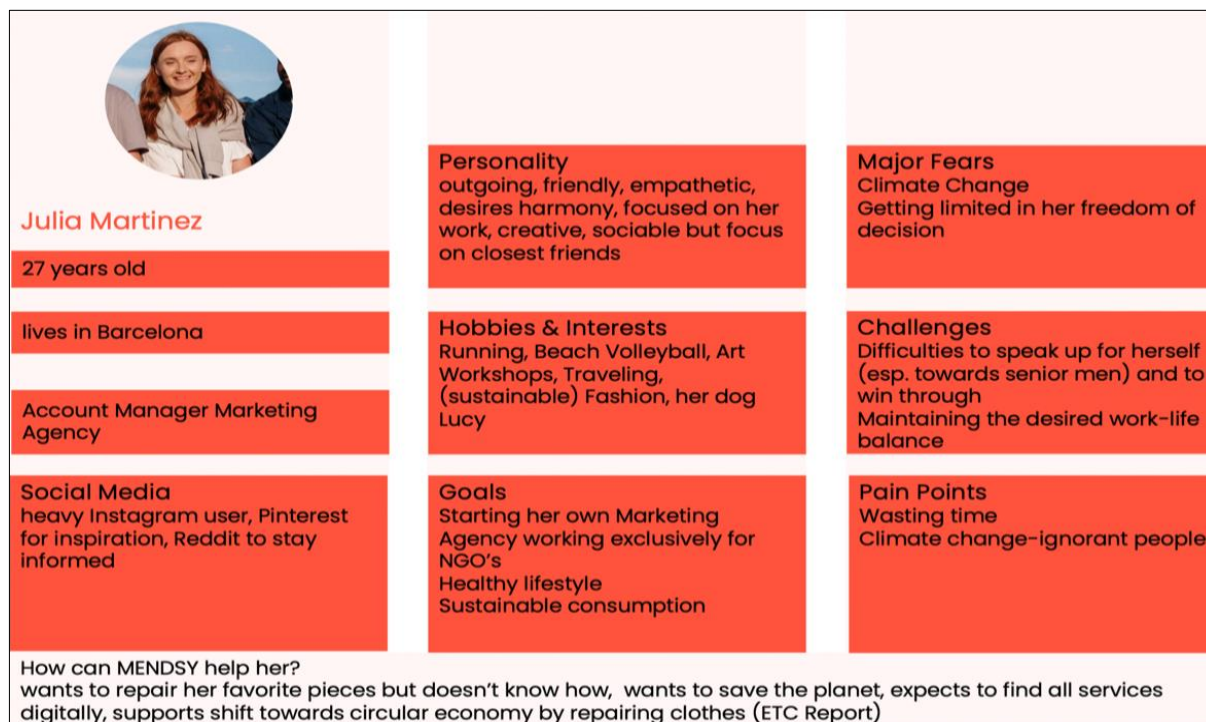 Julia Martinez
27 years old
lives in Barcelona
Account Manager Marketing
Agency
Social Media
heavy Instagram user, Pinterest
for inspiration, Reddit to stay
informed
Personality
outgoing, friendly, empathetic,
desires harmony, focused on her
work, creative, sociable but focus
on closest friends
Hobbies & Interests
Running, Beach Volleyball, Art
Workshops, Traveling,
(sustainable) Fashion, her dog
Lucy
Goals
Starting her own Marketing
Agency working exclusively for
NGO’s
Healthy lifestyle
Sustainable consumption
Major Fears
Climate Change
Getting limited in her freedom of
decision
Challenges
Difficulties to speak up for herself
(esp. towards senior men) and to
win through
Maintaining the desired work-life
balance
Pain Points
Wasting time
Climate change-ignorant people
How can MENDSY help her?
wants to repair her favorite pieces but doesn’t know how, wants to save the planet, expects to find all services
digitally, supports shift towards circular economy by repairing clothes (ETC Report)